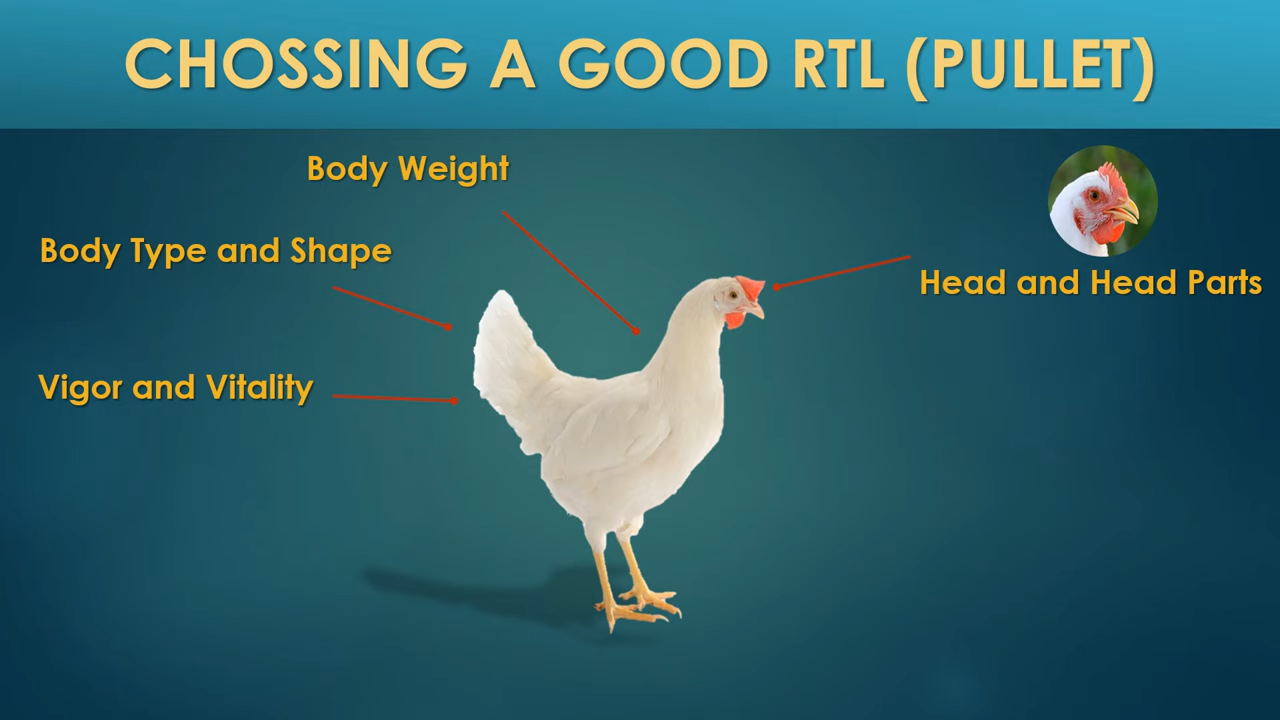 CHOSSING A GOOD RTL (PULLET)
Body Weight
Body Type and Shape
Head and Head Parts
Vigor and Vitality